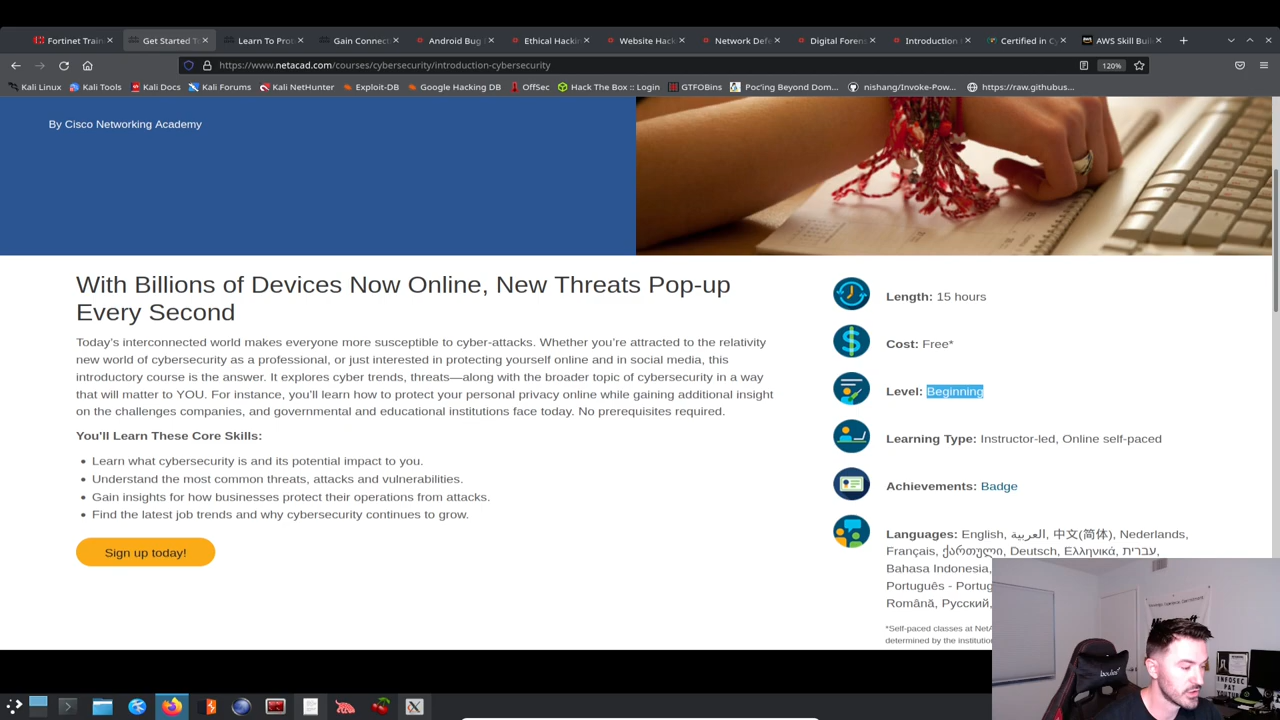 Fortinet Train
Get Started T
Learn To Pro
Gain Connect
Android Bug
Ethical Hackin
Website Hack
Network Defe
Digital Forens
Introduction
Certified in Cy
AWS Skill Buil
https://www.netacad.com/courses/cybersecurity/introduction-cybersecurity
120%
Kali Linux
Kali Tools
Kali Docs
Kali Forums
Kali NetHunter
Exploit-DB
Google Hacking DB
OffSec
Hack The Box :: Login
GTFOBins
Poc'ing Beyond Dom...
nishang/Invoke-Pow...
https://raw.githubus...
By Cisco Networking Academy
With Billions of Devices Now Online, New Threats Pop-up
Every Second
Today's interconnected world makes everyone more susceptible to cyber-attacks. Whether you're attracted to the relativity
new world of cybersecurity as a professional, or just interested in protecting yourself online and in social media, this
introductory course is the answer. It explores cyber trends, threats—along with the broader topic of cybersecurity in a way
that will matter to YOU. For instance, you'll learn how to protect your personal privacy online while gaining additional insight
on the challenges companies, and governmental and educational institutions face today. No prerequisites required.
You'll Learn These Core Skills:
• Learn what cybersecurity is and its potential impact to you.
• Understand the most common threats, attacks and vulnerabilities.
• Gain insights for how businesses protect their operations from attacks.
• Find the latest job trends and why cybersecurity continues to grow.
Sign up today!
Length: 15 hours
Cost: Free*
Level: Beginning
Learning Type: Instructor-led, Online self-paced
Achievements: Badge
Languages: English, العربية, 中文(简体), Nederlands,
Français, ქართული, Deutsch, Ελληνικά, עברית,
Bahasa Indonesia,
Português - Portug
Română, Русский,
*Self-paced classes at Net
determined by the institution
INFOSEC
PAT